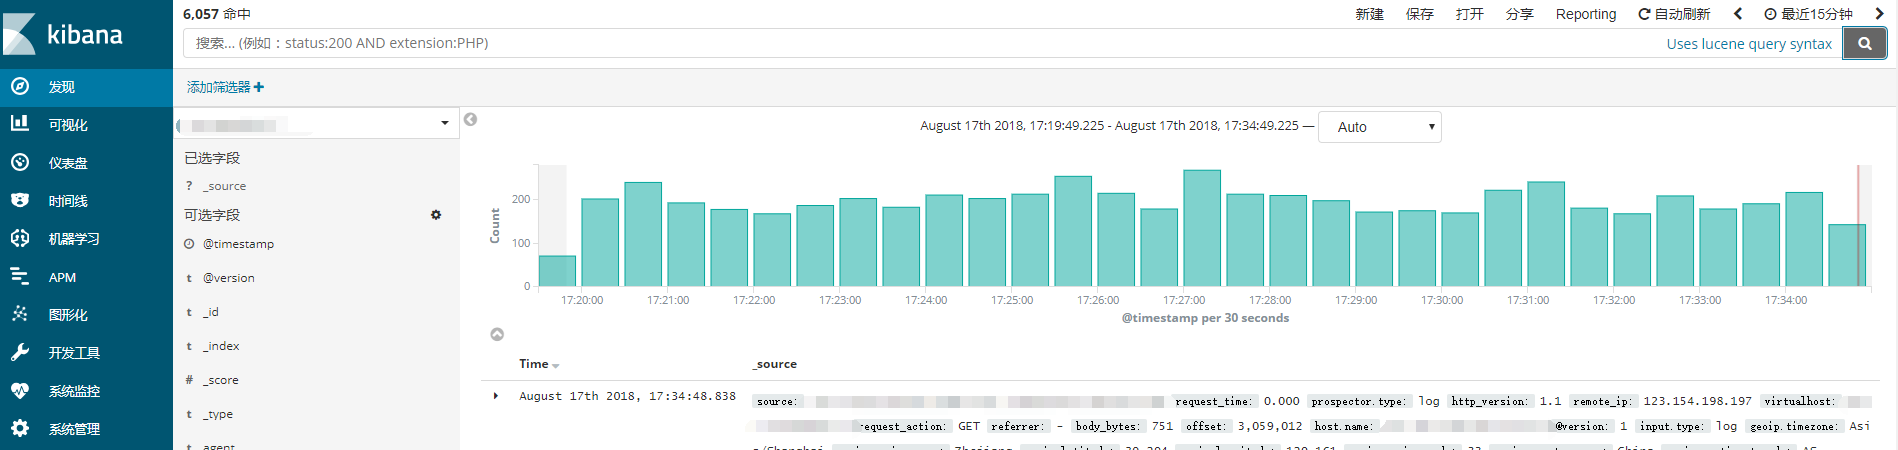 kibana
发现
可视化
仪表盘
时间线
机器学习
APM
图形化
开发工具
系统监控
系统管理
6,057 命中
新建 保存 打开 分享 Reporting 自动刷新 最近15分钟
搜索... (例如：status:200 AND extension:PHP)
Uses lucene query syntax
添加筛选器
已选字段
? _source
可选字段
@timestamp
t @version
t _id
t _index
# _score
t _type
t agent
August 17th 2018, 17:19:49.225 - August 17th 2018, 17:34:49.225 — Auto
Count
200
100
0
17:20:00 17:21:00 17:22:00 17:23:00 17:24:00 17:25:00 17:26:00 17:27:00 17:28:00 17:29:00 17:30:00 17:31:00 17:32:00 17:33:00 17:34:00
@timestamp per 30 seconds
Time _source
August 17th 2018, 17:34:48.838
source: request_time: 0.000 prospector.type: log http_version: 1.1 remote_ip: 123.154.198.197 virtualhost:
request_action: GET referrer: - body_bytes: 751 offset: 3,059,012 host.name: @version: 1 input.type: log geoip.timezone: Asi